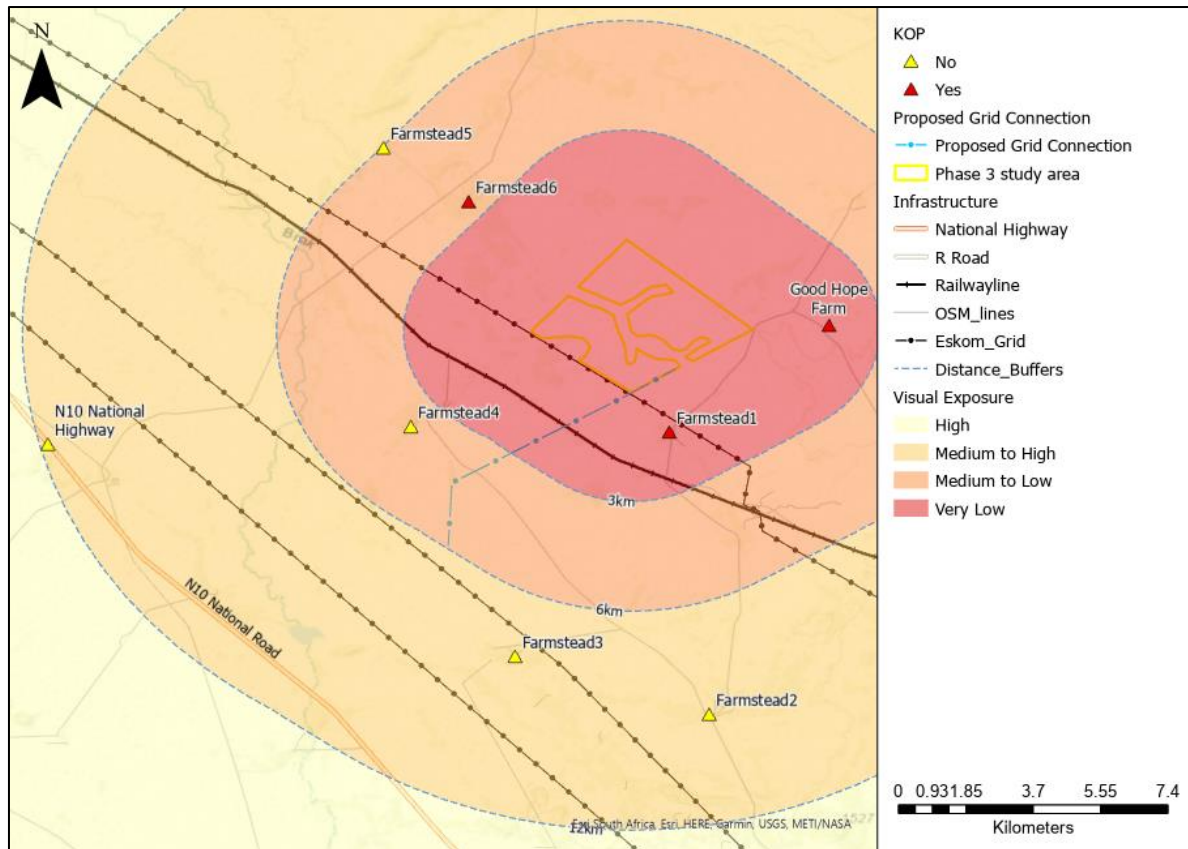 N
Farmstead5
Farmstead6
Good Hope
Farm
N10 National
Highway
Farmstead4
Farmstead1
3km
6km
N10 National Road
Farmstead3
Farmstead2
12km
Esri South Africa, Esri, HERE, Garmin, USGS, METI/NASA
1527
KOP
No
Yes
Proposed Grid Connection
Proposed Grid Connection
Phase 3 study area
Infrastructure
National Highway
R Road
Railwayline
OSM_lines
Eskom_Grid
Distance_Buffers
Visual Exposure
High
Medium to High
Medium to Low
Very Low
0 0.931.85 3.7 5.55 7.4
Kilometers